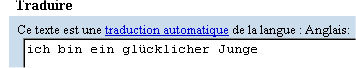 Traduire
Ce texte est une traduction automatique de la langue : Anglais:
ich bin ein glücklicher Junge